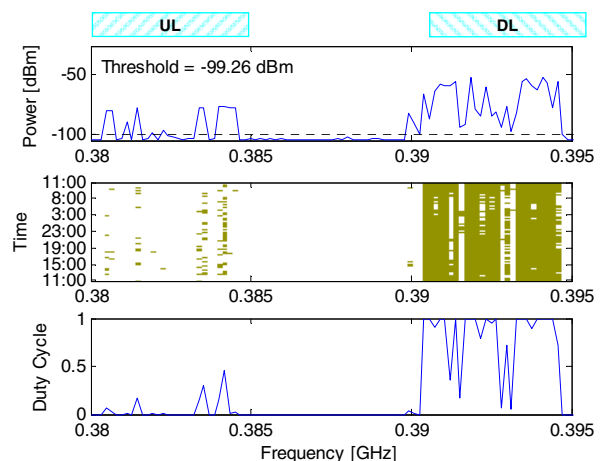 UL DL
Threshold = -99.26 dBm
Power [dBm]
-50
-100
0.38 0.385 0.39 0.395
Time
11:00
8:00
3:00
23:00
19:00
15:00
11:00
0.38 0.385 0.39 0.395
Duty Cycle
1
0.5
0
0.38 0.385 0.39 0.395
Frequency [GHz]